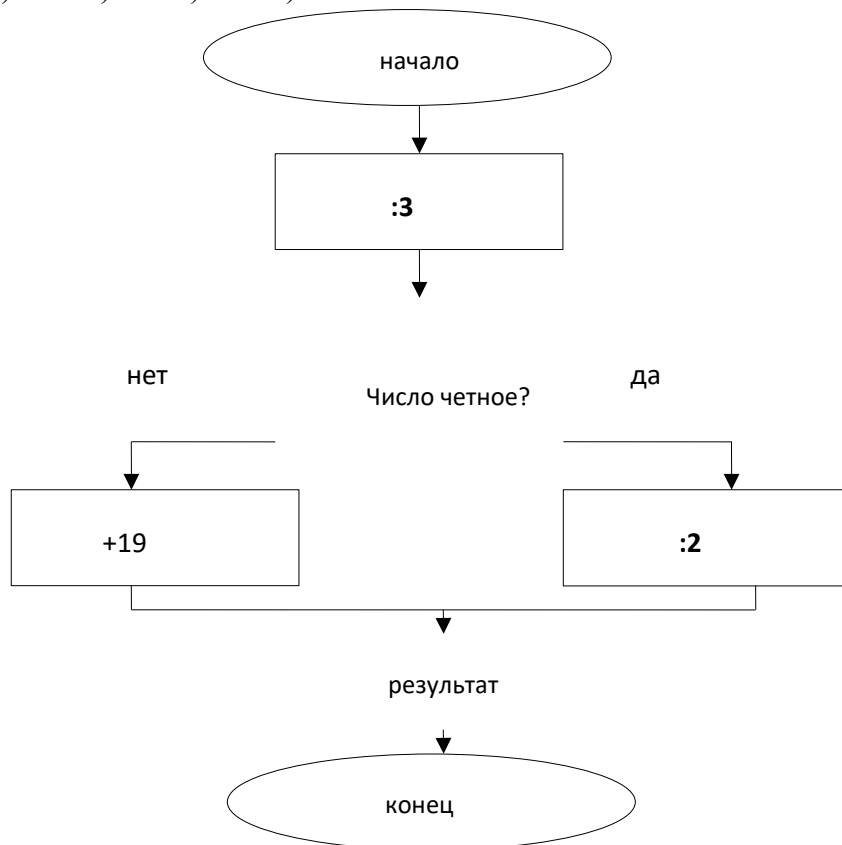 начало
:3
нет
да
Число четное?
+19
:2
результат
конец